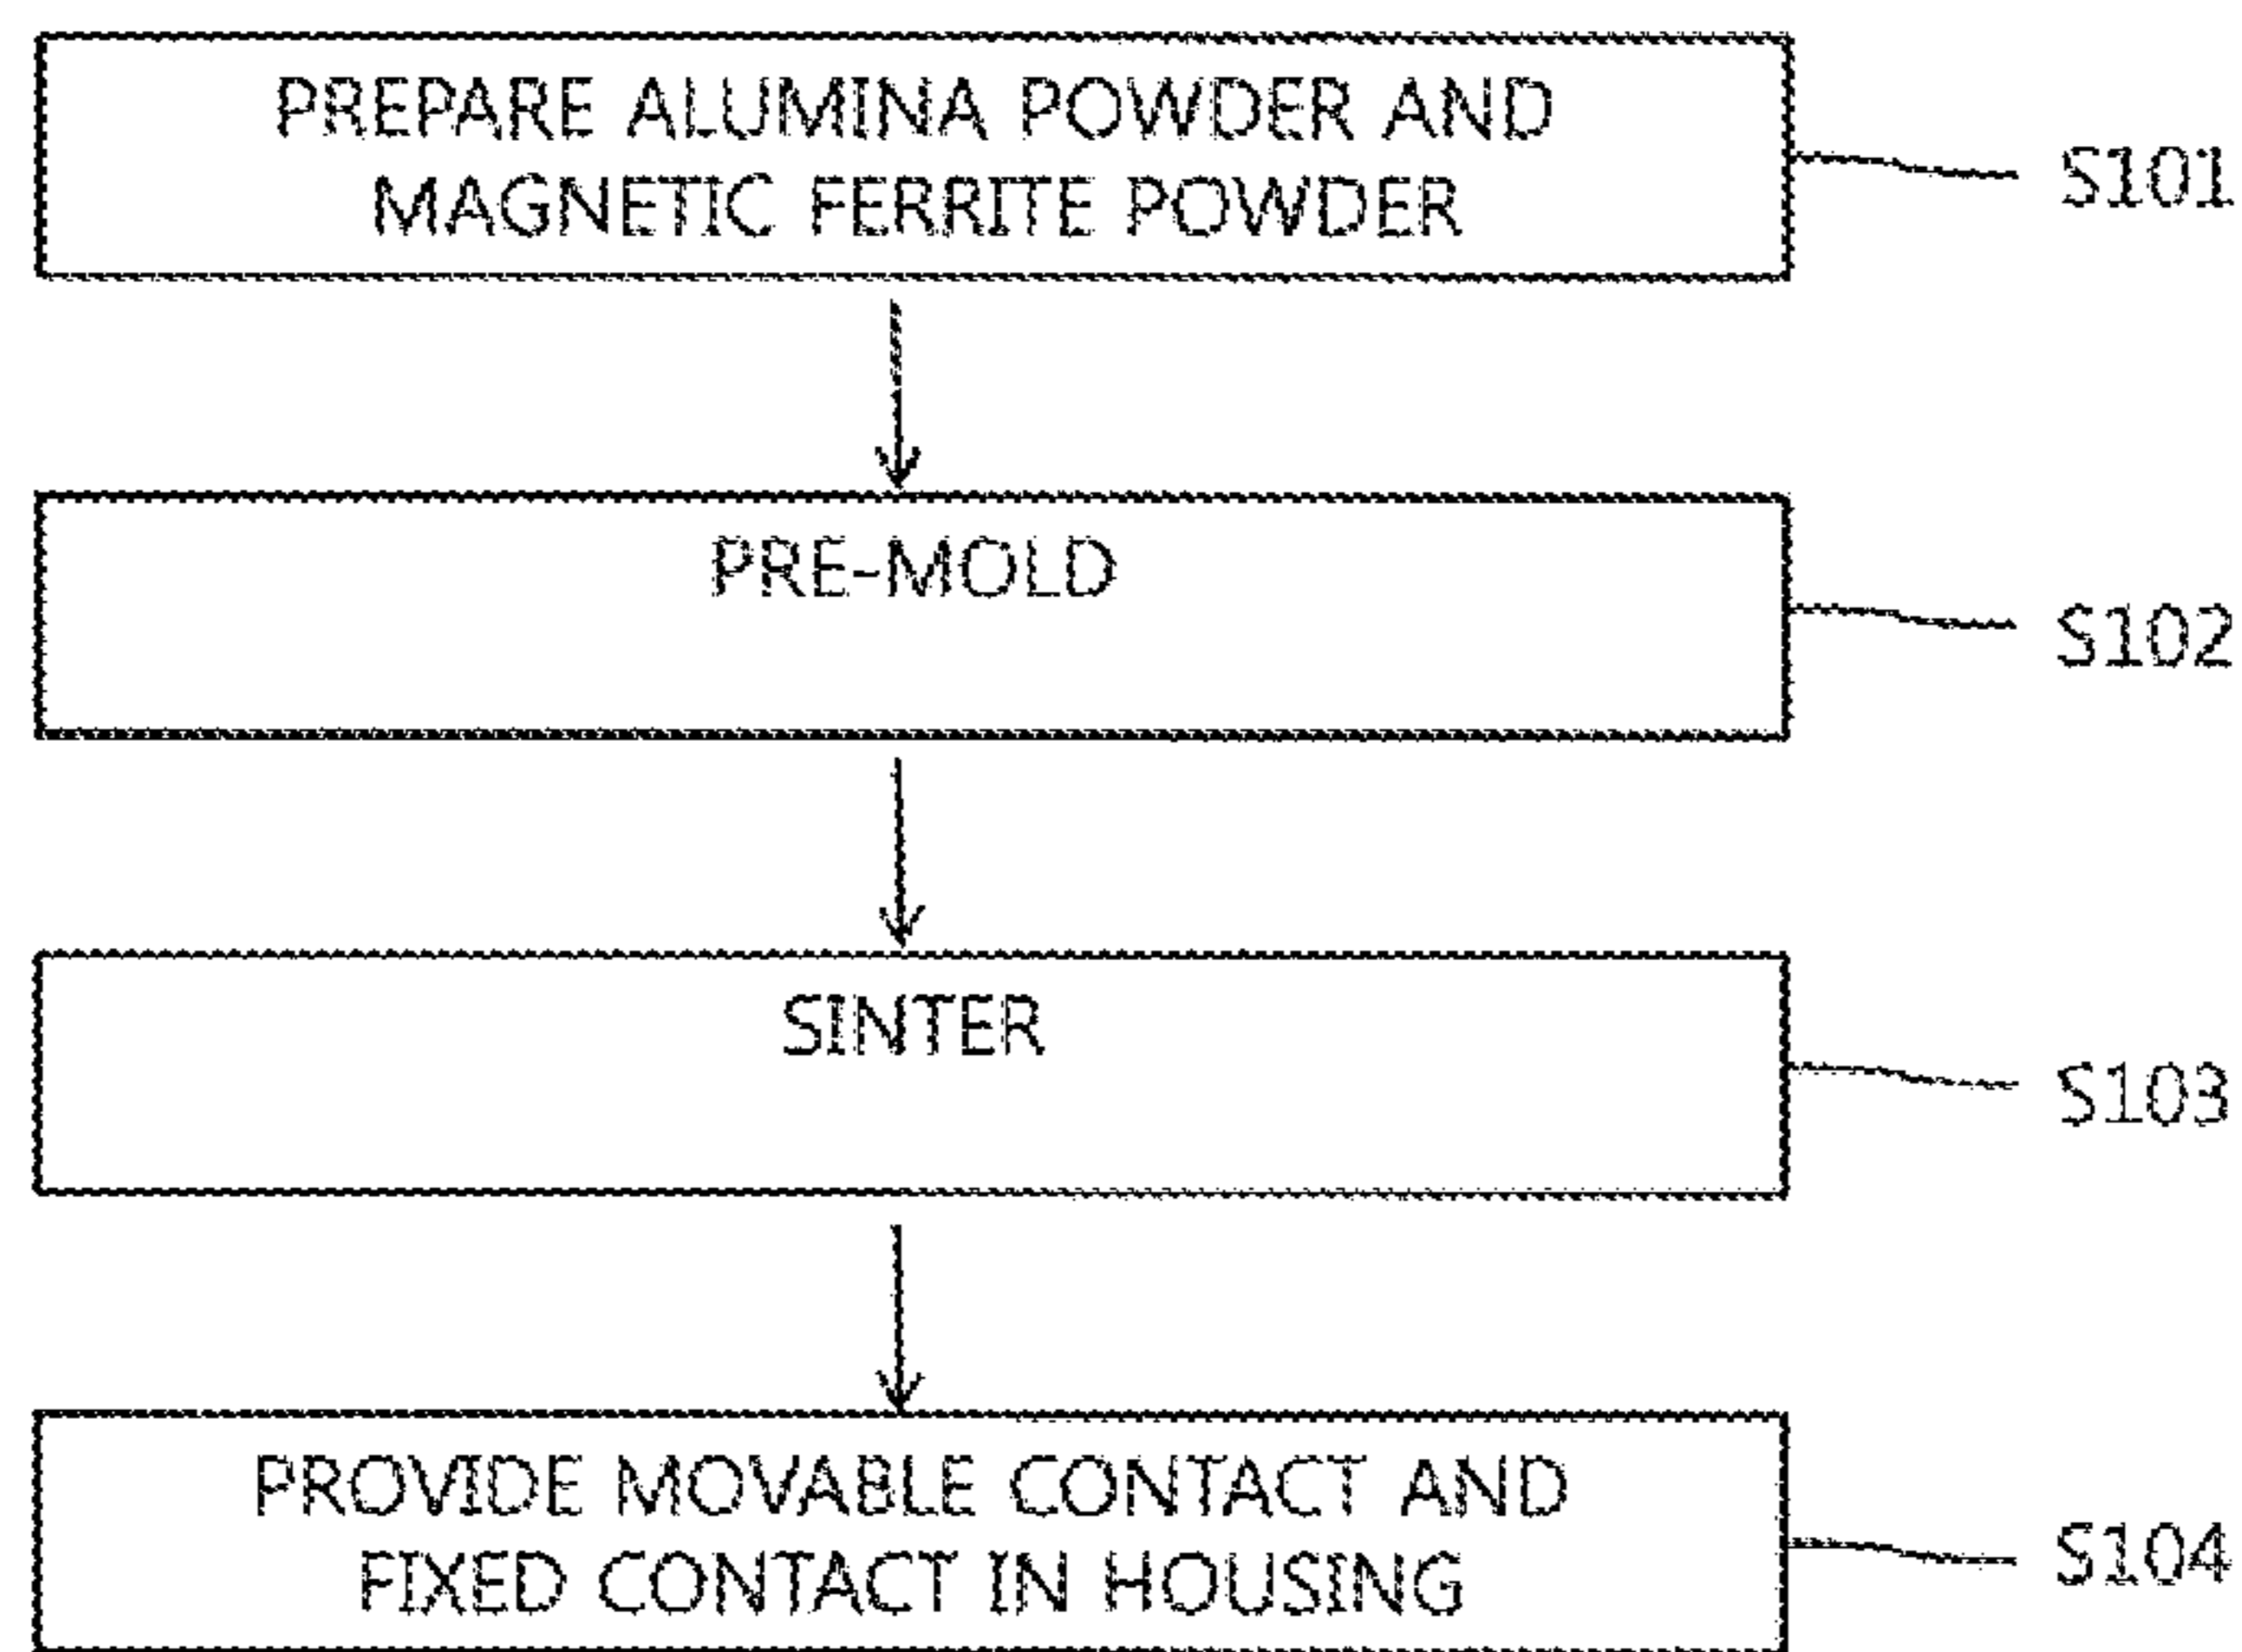 PREPARE ALUMINA POWDER AND
MAGNETIC FERRITE POWDER
S101
PRE-MOLD
S102
SINTER
S103
PROVIDE MOVABLE CONTACT AND
FIXED CONTACT IN HOUSING
S104